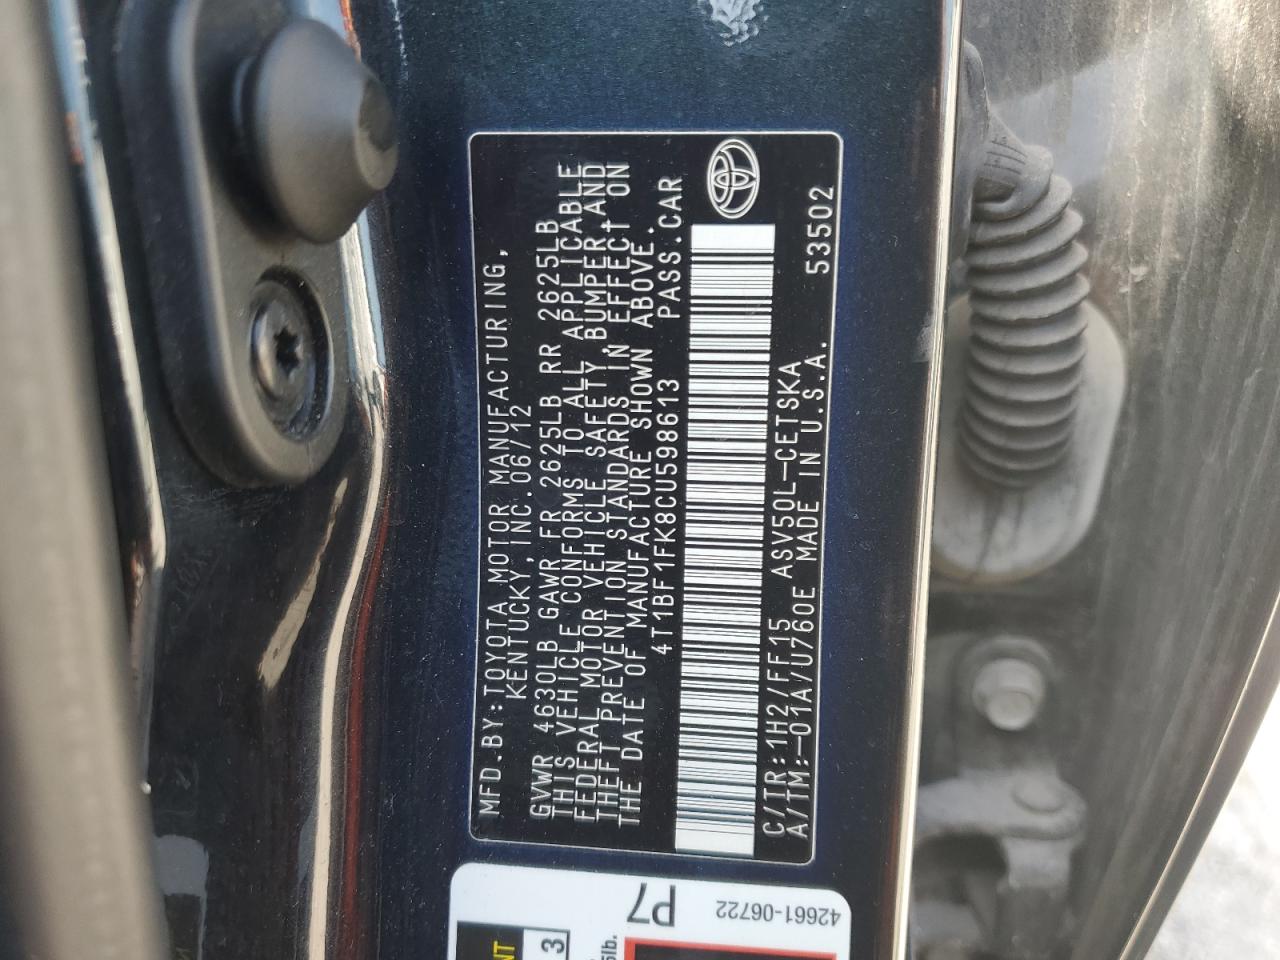 MFD.BY:TOYOTA MOTOR MANUFACTURING,
KENTUCKY, INC.06/12
GVWR 4630LB GAWR FR 2625LB RR 2625LB
THIS VEHICLE CONFORMS TO ALL APPLICABLE
FEDERAL MOTOR VEHICLE SAFETY, BUMPER, AND
THEFT PREVENTION STANDARDS IN EFFECT ON
THE DATE OF MANUFACTURE SHOWN ABOVE.
4T1BF1FK8CU598613 PASS.CAR
C/TR:1H2/FF15 ASV50L-CETSKA 53502
A/TM:-01A/U760E MADE IN U.S.A.
P7
42661-06722
3